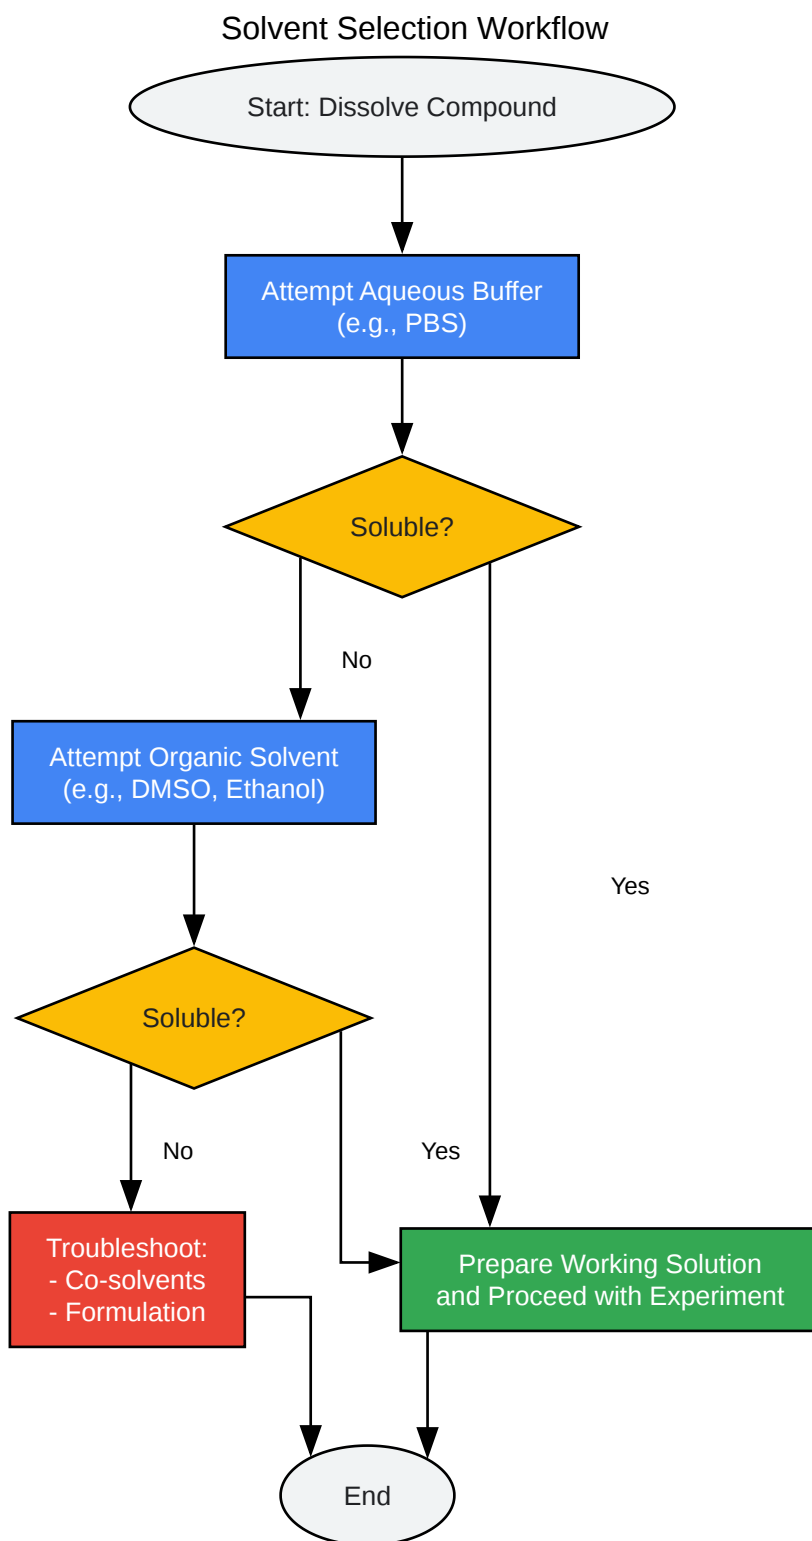 Solvent Selection Workflow
Start: Dissolve Compound
Attempt Aqueous Buffer
(e.g., PBS)
Soluble?
No
Attempt Organic Solvent
(e.g., DMSO, Ethanol)
Yes
Soluble?
No
Yes
Troubleshoot:
- Co-solvents
- Formulation
Prepare Working Solution
and Proceed with Experiment
End